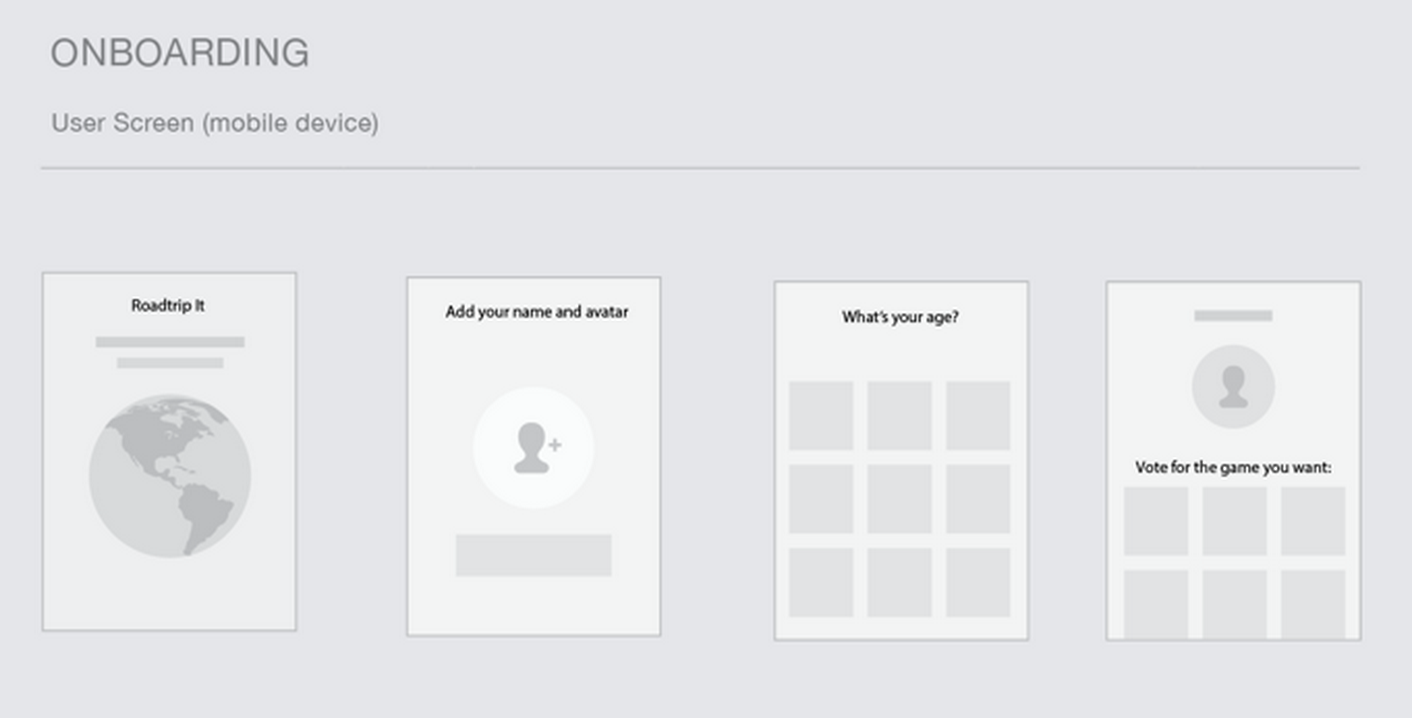 ONBOARDING
User Screen (mobile device)
Roadtrip It
Add your name and avatar
What's your age?
Vote for the game you want: